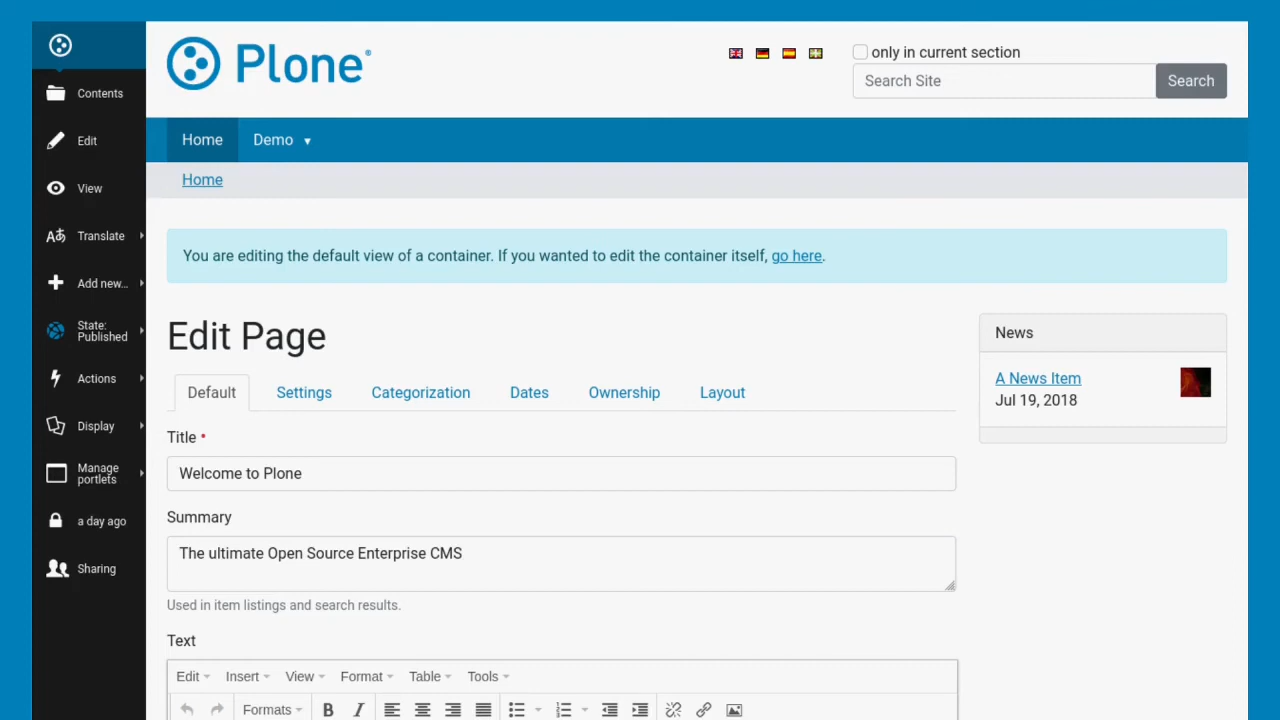 Plone®
only in current section
Search Site
Search
Home
Demo ▾
Home
Contents
Edit
View
Translate
Add new...
State:
Published
Actions
Display
Manage
portlets
a day ago
Sharing
You are editing the default view of a container. If you wanted to edit the container itself, go here.
Edit Page
Default Settings Categorization Dates Ownership Layout
Title •
Welcome to Plone
Summary
The ultimate Open Source Enterprise CMS
Used in item listings and search results.
Text
Edit Insert View Format Table Tools
Formats B I
News
A News Item
Jul 19, 2018